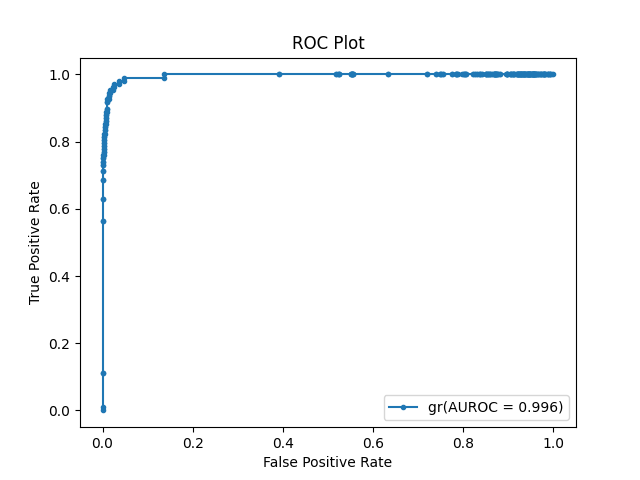 ROC Plot
True Positive Rate
1.0
0.8
0.6
0.4
0.2
0.0
0.0 0.2 0.4 0.6 0.8 1.0
False Positive Rate
gr(AUROC = 0.996)